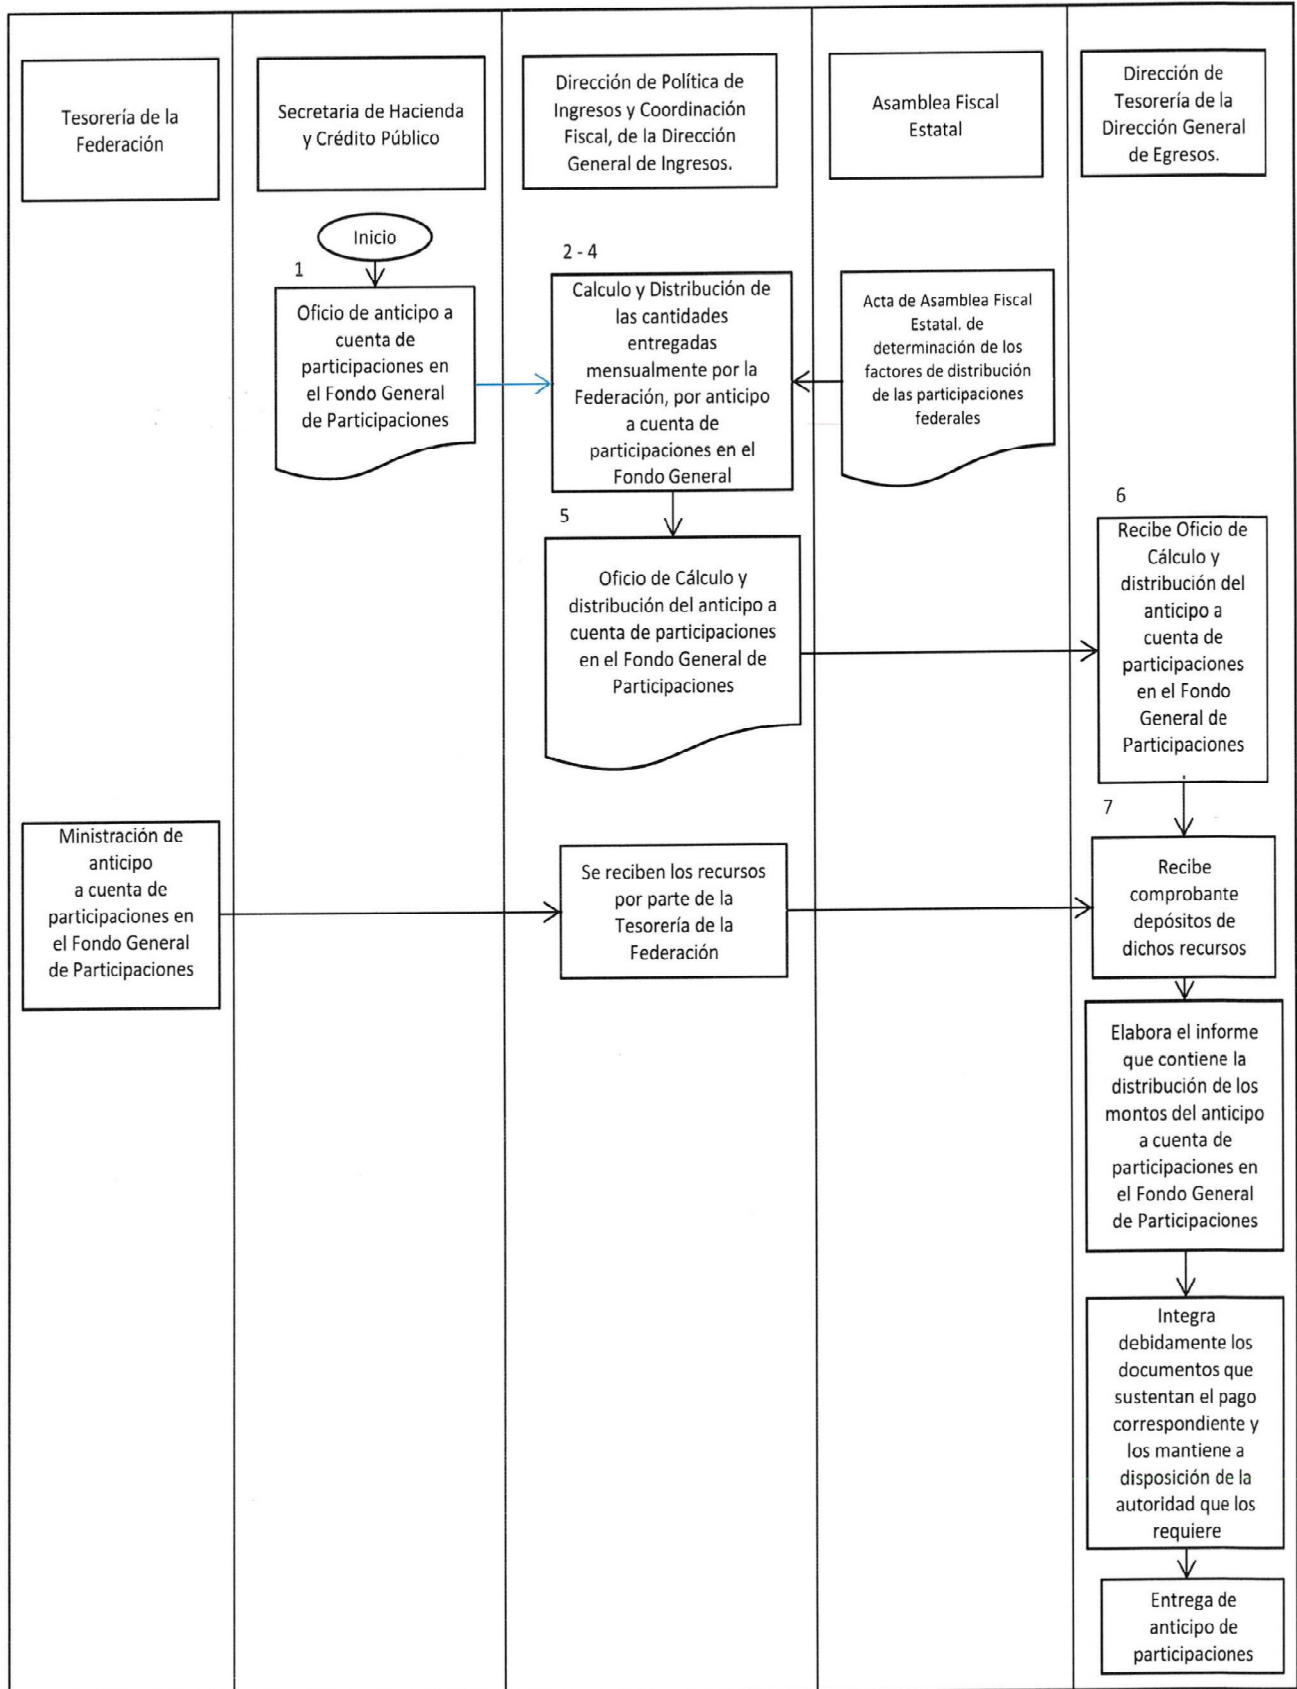 Tesorería de la
Federación
Secretaria de Hacienda
y Crédito Público
Dirección de Política de
Ingresos y Coordinación
Fiscal, de la Dirección
General de Ingresos.
Asamblea Fiscal
Estatal
Dirección de
Tesorería de la
Dirección General
de Egresos.
Inicio
1
Oficio de anticipo a
cuenta de
participaciones en
el Fondo General
de Participaciones
2 - 4
Calculo y Distribución de
las cantidades
entregadas
mensualmente por la
Federación, por anticipo
a cuenta de
participaciones en el
Fondo General
Acta de Asamblea Fiscal
Estatal. de
determinación de los
factores de distribución
de las participaciones
federales
5
Oficio de Cálculo y
distribución del anticipo a
cuenta de participaciones
en el Fondo General de
Participaciones
6
Recibe Oficio de
Cálculo y
distribución del
anticipo a
cuenta de
participaciones
en el Fondo
General de
Participaciones
Ministración de
anticipo
a cuenta de
participaciones en
el Fondo General
de Participaciones
Se reciben los recursos
por parte de la
Tesorería de la
Federación
7
Recibe
comprobante
depósitos de
dichos recursos
Elabora el informe
que contiene la
distribución de los
montos del anticipo
a cuenta de
participaciones en
el Fondo General
de Participaciones
Integra
debidamente los
documentos que
sustentan el pago
correspondiente y
los mantiene a
disposición de la
autoridad que los
requiere
Entrega de
anticipo de
participaciones